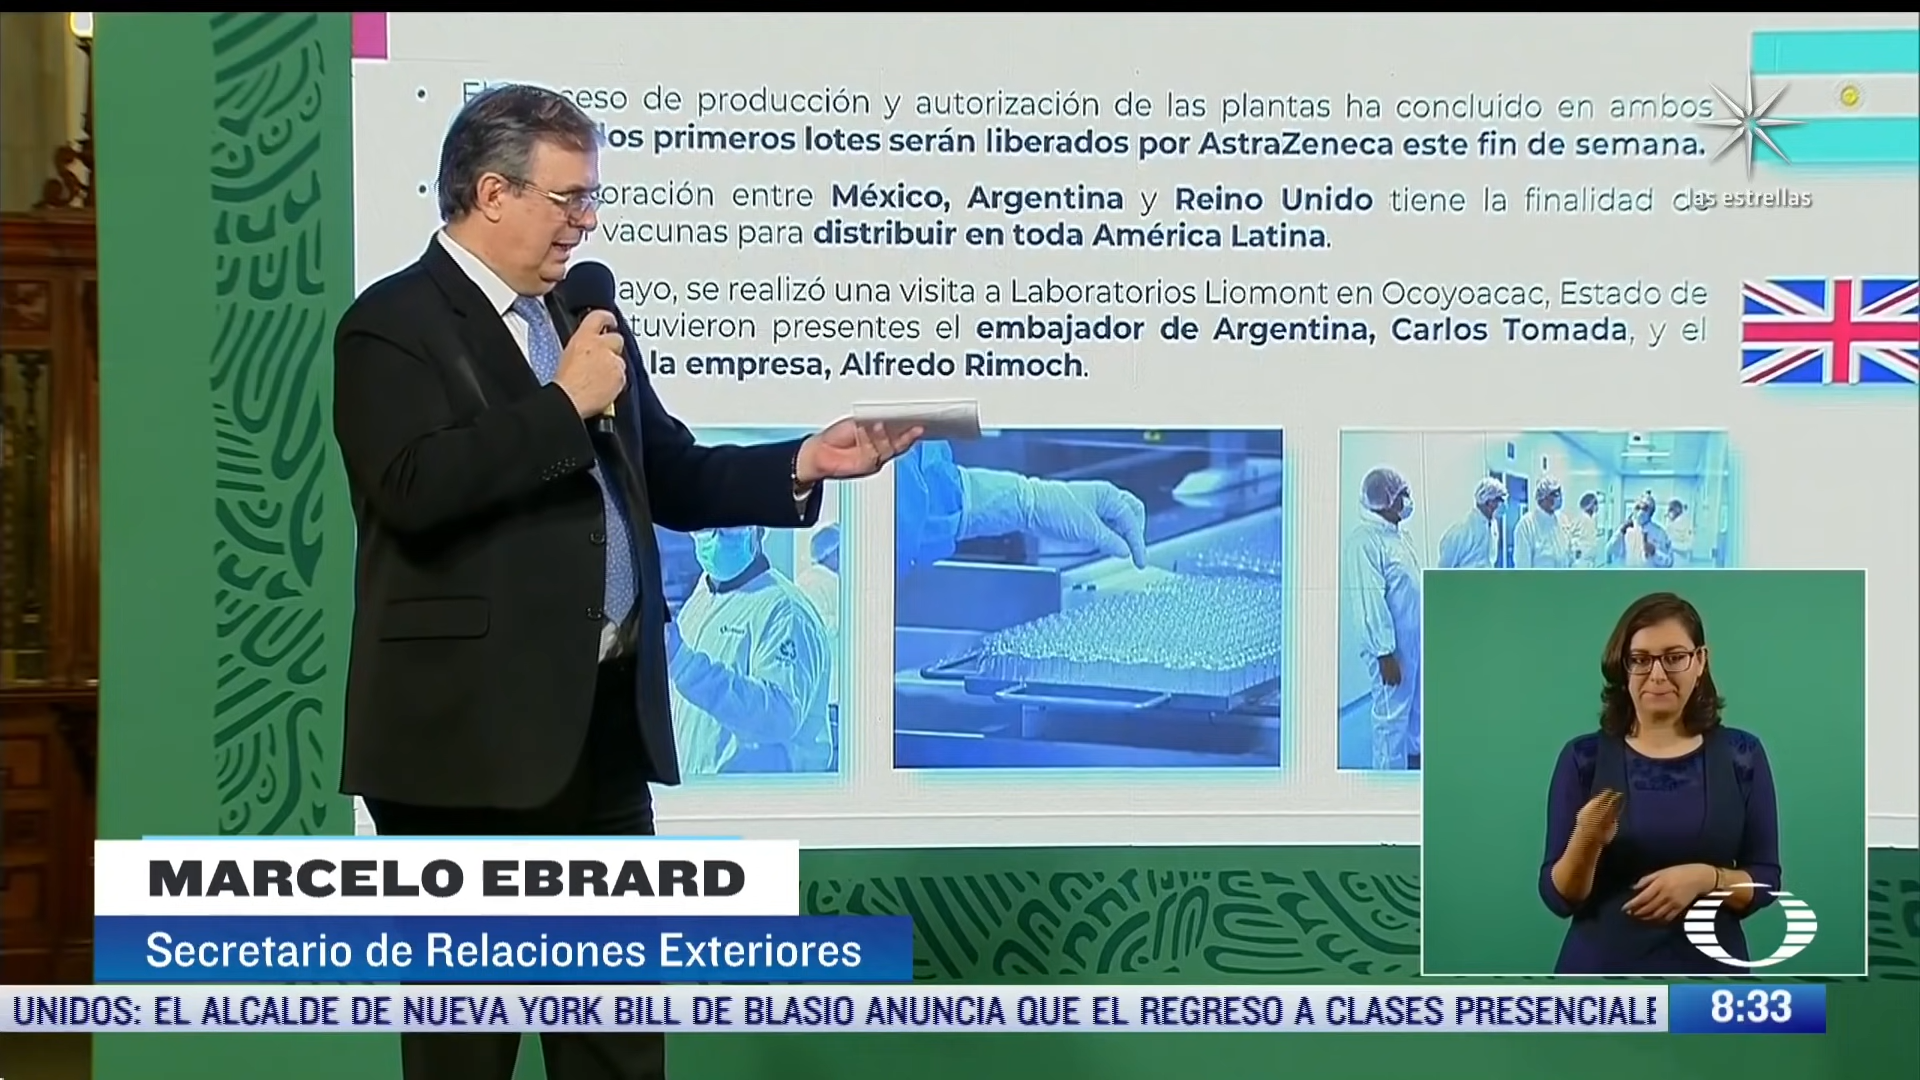 eso de producción y autorización de las plantas ha concluido en ambos
los primeros lotes serán liberados por AstraZeneca este fin de semana.
oración entre México, Argentina y Reino Unido tiene la finalidad de
vacunas para distribuir en toda América Latina.
ayo, se realizó una visita a Laboratorios Liomont en Ocoyoacac, Estado de
tuvieron presentes el embajador de Argentina, Carlos Tomada, y el
la empresa, Alfredo Rimoch.
las estrellas
MARCELO EBRARD
Secretario de Relaciones Exteriores
UNIDOS: EL ALCALDE DE NUEVA YORK BILL DE BLASIO ANUNCIA QUE EL REGRESO A CLASES PRESENCIALE
8:33